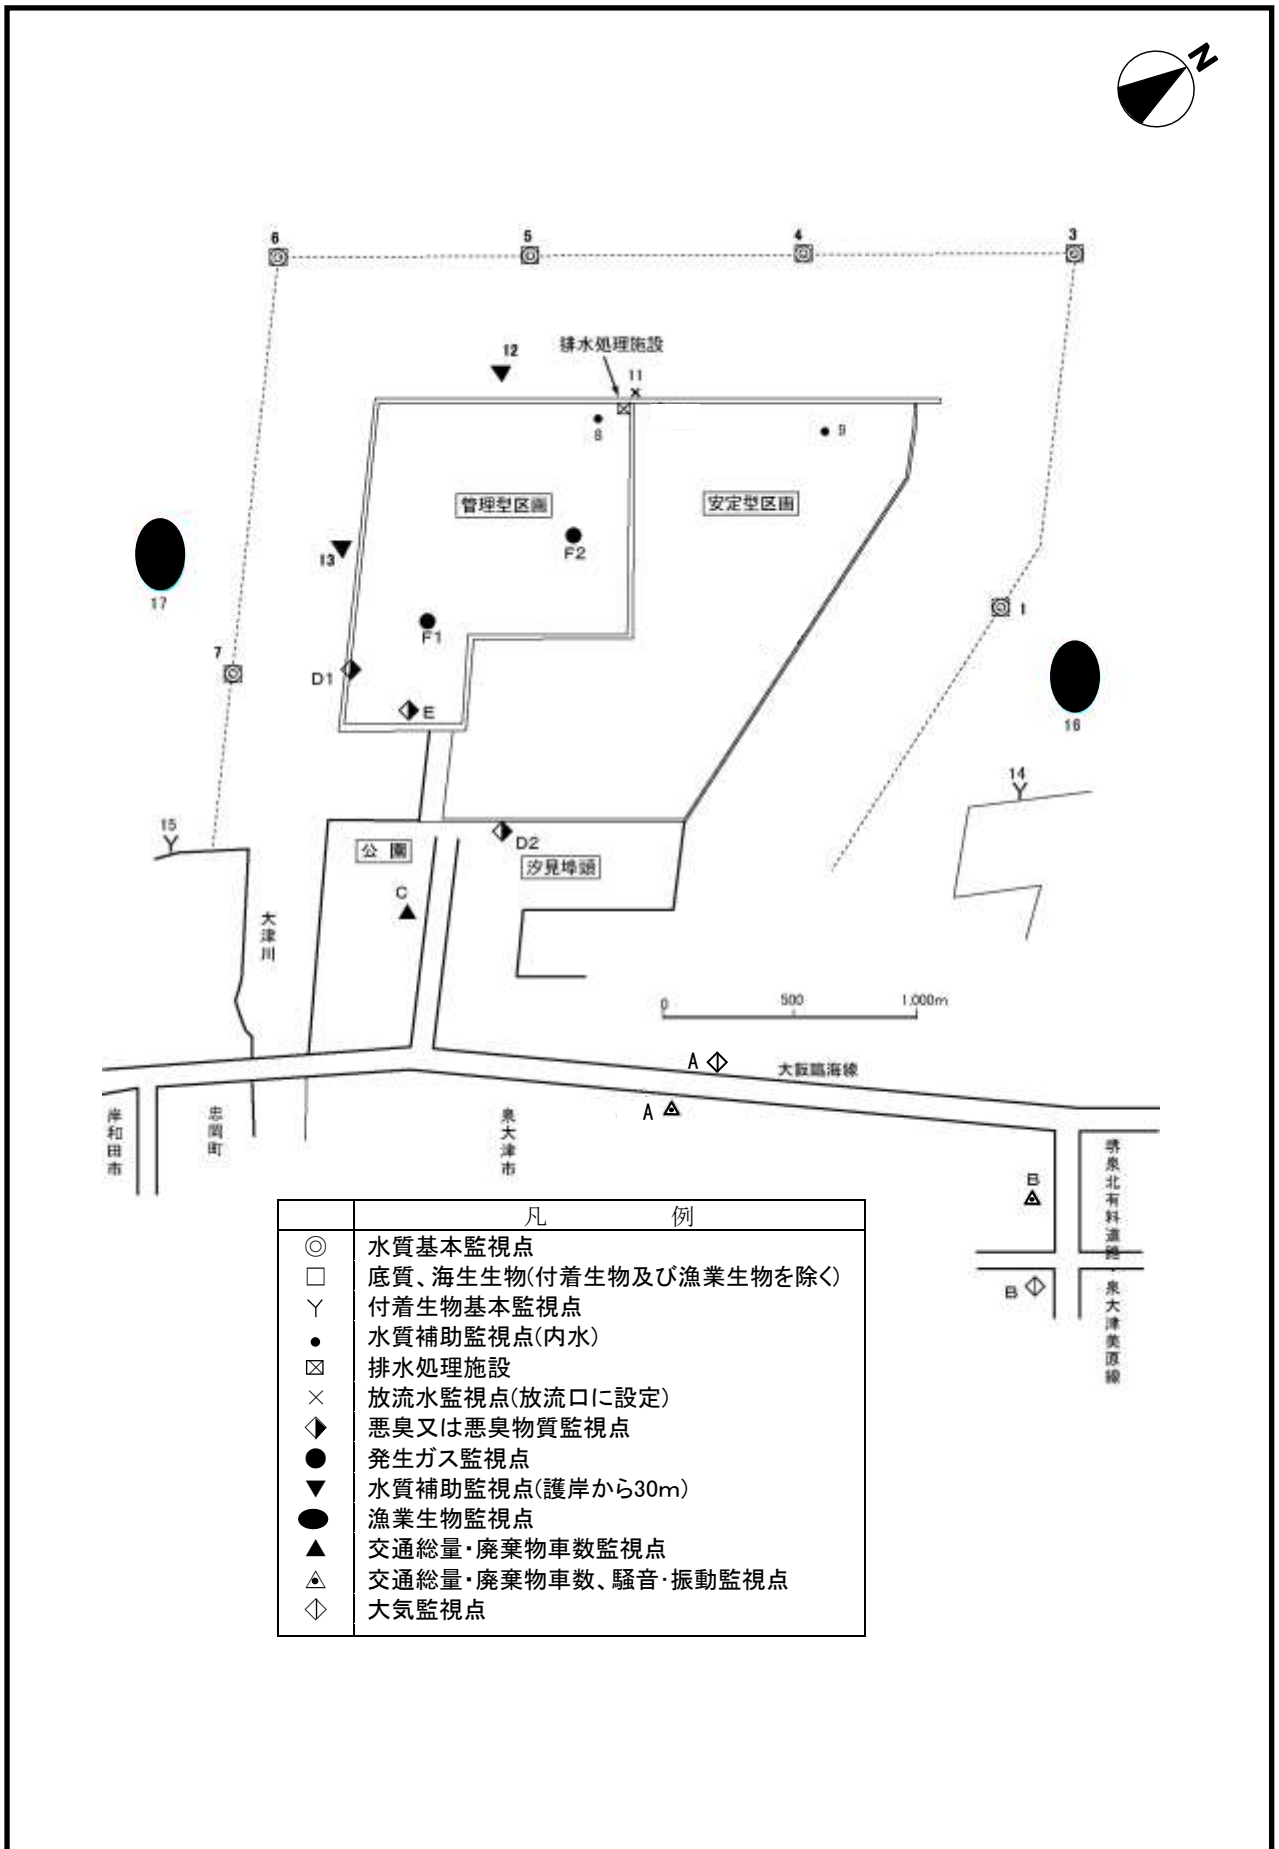 N
6
5
4
3
12
排水処理施設
11
8
9
管理型区画
安定型区画
F2
13
17
1
F1
7
D1
E
16
14
15
D2
公 園
汐見埠頭
C
大津川
0 500 1,000m
A
大阪臨海線
A
岸和田市
忠岡町
泉大津市
B
堺泉北有料道路・泉大津美原線
B
凡 例
◎ 水質基本監視点
□ 底質、海生生物(付着生物及び漁業生物を除く)
Y 付着生物基本監視点
● 水質補助監視点(内水)
⊠ 排水処理施設
× 放流水監視点(放流口に設定)
悪臭又は悪臭物質監視点
● 発生ガス監視点
▼ 水質補助監視点(護岸から30m)
漁業生物監視点
▲ 交通総量・廃棄物車数監視点
交通総量・廃棄物車数、騒音・振動監視点
大気監視点